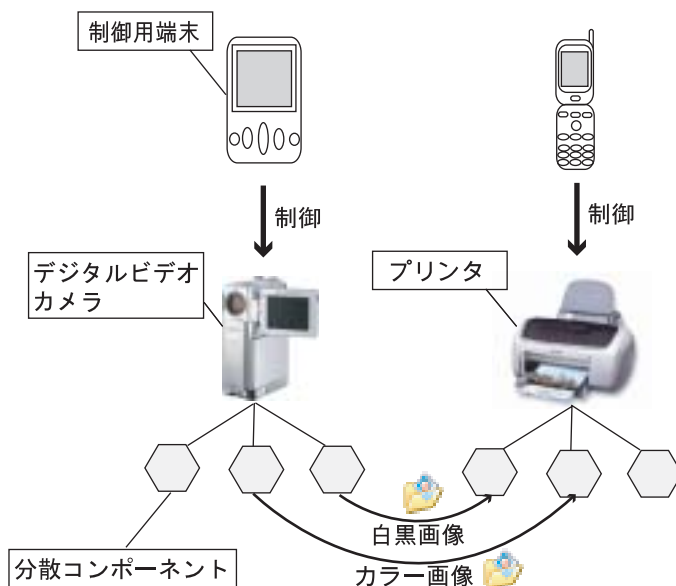 制御用端末
制御
制御
デジタルビデオ
カメラ
プリンタ
白黒画像
分散コンポーネント
カラー画像